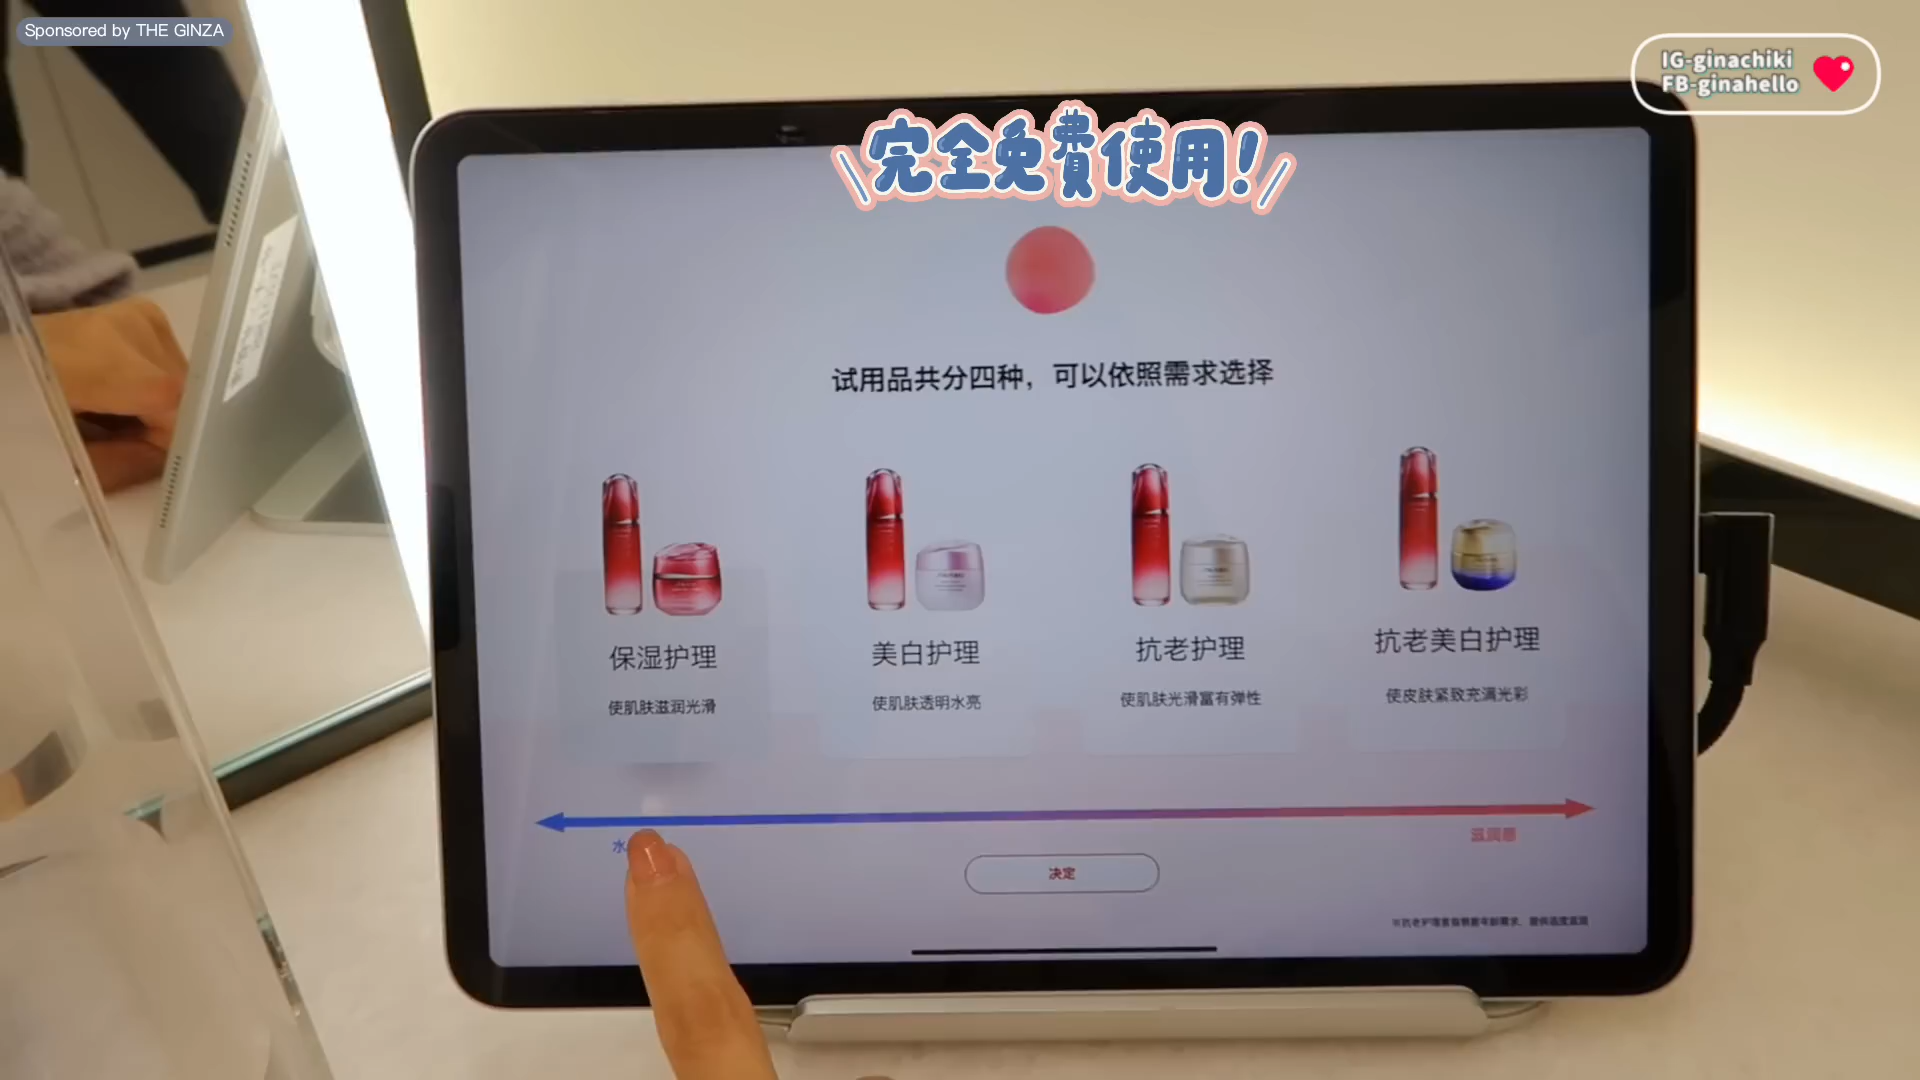 Sponsored by THE GINZA
IG-ginachiki
FB-ginahello
完全免費使用!
试用品共分四种，可以依照需求选择
保湿护理
美白护理
抗老护理
抗老美白护理
使肌肤滋润光滑
使肌肤透明水亮
使肌肤光滑富有弹性
使皮肤紧致充满光彩
水
滋润感
决定